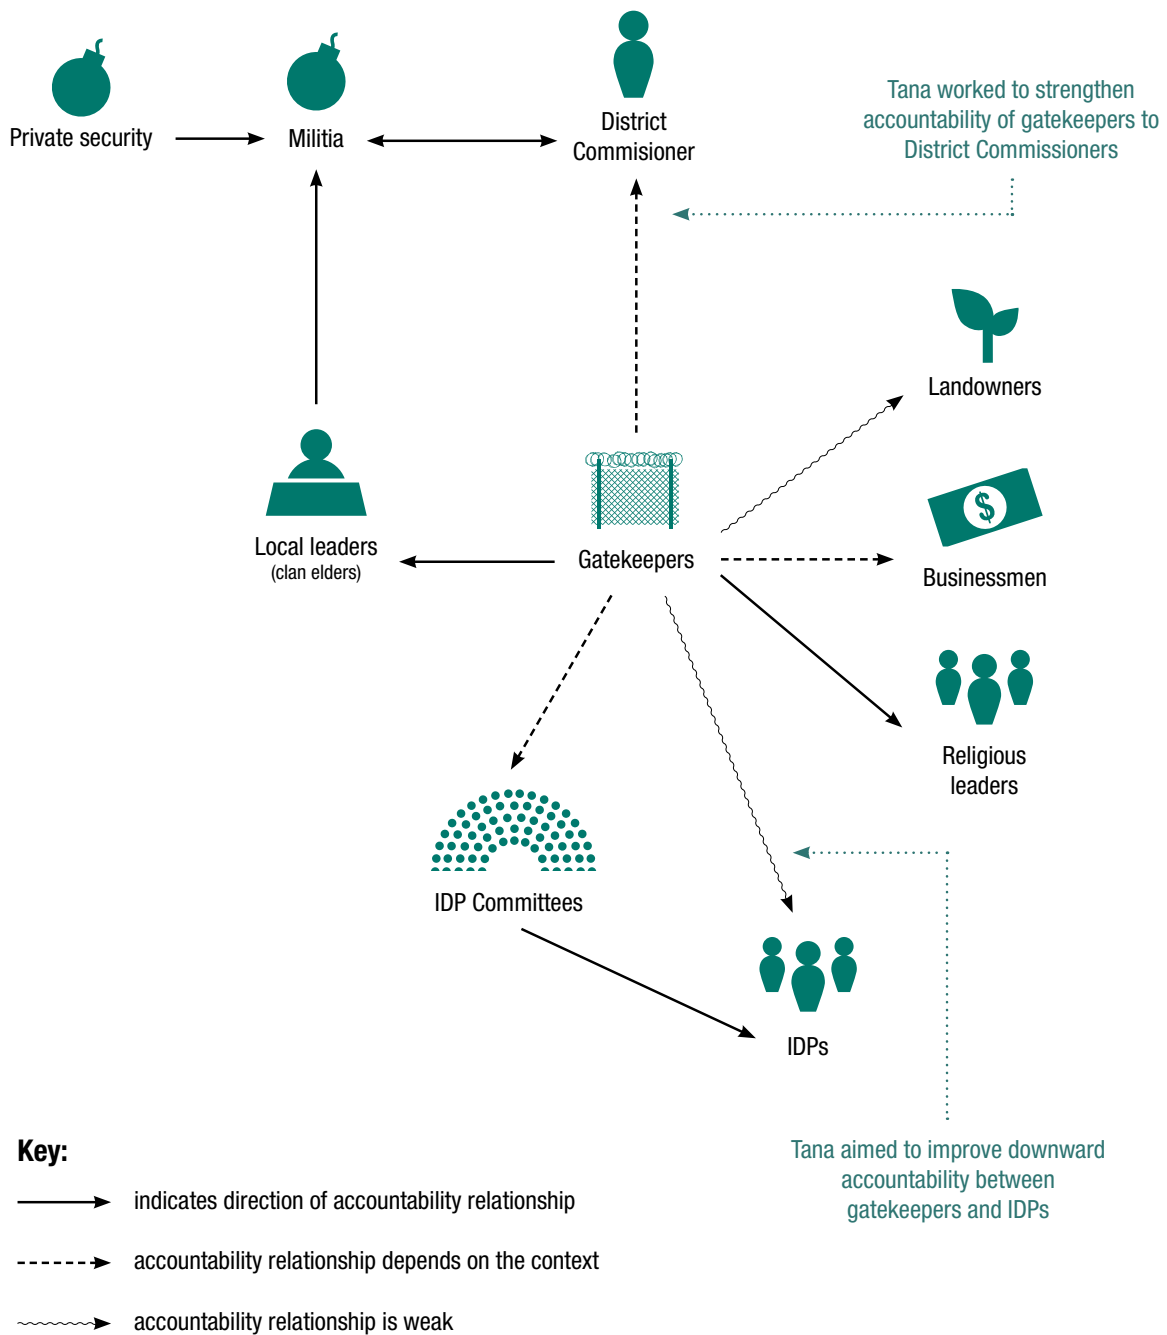 Private security
Militia
District
Commisioner
Tana worked to strengthen
accountability of gatekeepers to
District Commissioners
Landowners
$
Businessmen
Local leaders
(clan elders)
Gatekeepers
Religious
leaders
IDP Committees
IDPs
Tana aimed to improve downward
accountability between
gatekeepers and IDPs
Key:
indicates direction of accountability relationship
accountability relationship depends on the context
accountability relationship is weak